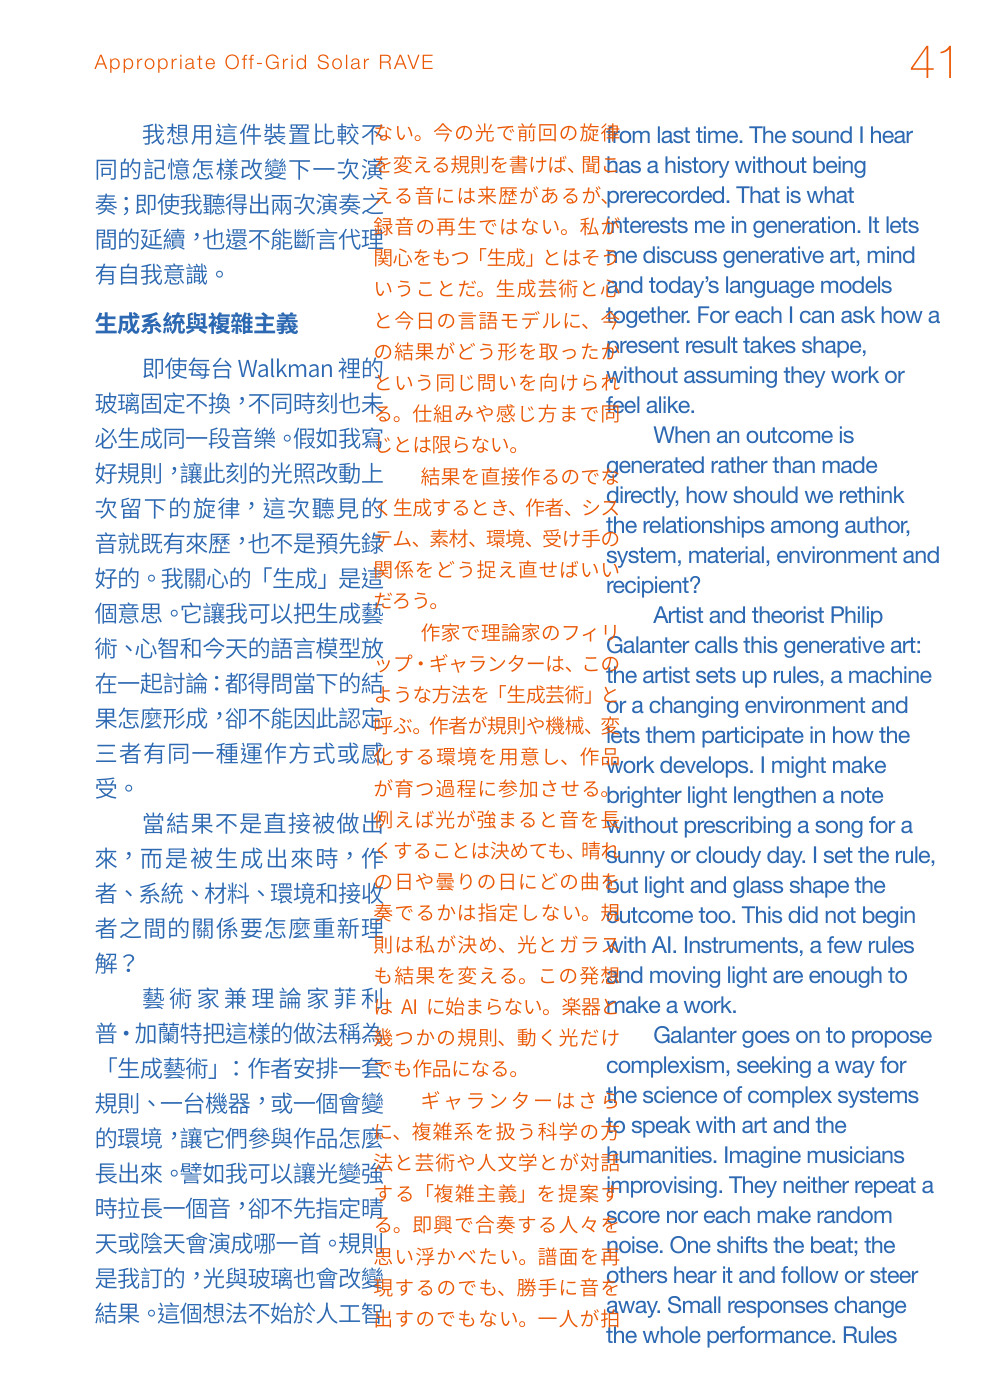 Appropriate Off-Grid Solar RAVE
41
我想用這件裝置比較不
同的記憶怎樣改變下一次演
奏；即使我聽得出兩次演奏之
間的延續，也還不能斷言代理
有自我意識。
生成系統與複雜主義
即使每台 Walkman 裡的
玻璃固定不換，不同時刻也未
必生成同一段音樂。假如我寫
好規則，讓此刻的光照改動上
次留下的旋律，這次聽見的
音就既有來歷，也不是預先錄
好的。我關心的「生成」是這
個意思。它讓我可以把生成藝
術、心智和今天的語言模型放
在一起討論：都得問當下的結
果怎麼形成，卻不能因此認定
三者有同一種運作方式或感
受。
當結果不是直接被做出
來，而是被生成出來時，作
者、系統、材料、環境和接收
者之間的關係要怎麼重新理
解？
藝術家兼理論家菲利
普・加蘭特把這樣的做法稱為
「生成藝術」：作者安排一套
規則、一台機器，或一個會變
的環境，讓它們參與作品怎麼
長出來。譬如我可以讓光變強
時拉長一個音，卻不先指定晴
天或陰天會演成哪一首。規則
是我訂的，光與玻璃也會改變
結果。這個想法不始於人工智
ない。今の光で前回の旋律
を変える規則を書けば、聞こ
える音には来歴があるが、
録音の再生ではない。私が
関心をもつ「生成」とはそう
いうことだ。生成芸術と心
と今日の言語モデルに、今
の結果がどう形を取ったか
という同じ問いを向けられ
る。仕組みや感じ方まで同
じとは限らない。
結果を直接作るのでな
く生成するとき、作者、シス
テム、素材、環境、受け手の
関係をどう捉え直せばいい
だろう。
作家で理論家のフィリ
ップ・ギャランターは、この
ような方法を「生成芸術」と
呼ぶ。作者が規則や機械、変
化する環境を用意し、作品
が育つ過程に参加させる。
例えば光が強まると音を長
くすることは決めても、晴れ
の日や曇りの日にどの曲を
奏でるかは指定しない。規
則は私が決め、光とガラス
も結果を変える。この発想
は AI に始まらない。楽器と
幾つかの規則、動く光だけ
でも作品になる。
ギャランターはさら
に、複雑系を扱う科学の方
法と芸術や人文学とが対話
する「複雑主義」を提案す
る。即興で合奏する人々を
思い浮かべたい。譜面を再
現するのでも、勝手に音を
出すのでもない。一人が拍
from last time. The sound I hear
has a history without being
prerecorded. That is what
interests me in generation. It lets
me discuss generative art, mind
and today’s language models
together. For each I can ask how a
present result takes shape,
without assuming they work or
feel alike.
When an outcome is
generated rather than made
directly, how should we rethink
the relationships among author,
system, material, environment and
recipient?
Artist and theorist Philip
Galanter calls this generative art:
the artist sets up rules, a machine
or a changing environment and
lets them participate in how the
work develops. I might make
brighter light lengthen a note
without prescribing a song for a
sunny or cloudy day. I set the rule,
but light and glass shape the
outcome too. This did not begin
with AI. Instruments, a few rules
and moving light are enough to
make a work.
Galanter goes on to propose
complexism, seeking a way for
the science of complex systems
to speak with art and the
humanities. Imagine musicians
improvising. They neither repeat a
score nor each make random
noise. One shifts the beat; the
others hear it and follow or steer
away. Small responses change
the whole performance. Rules